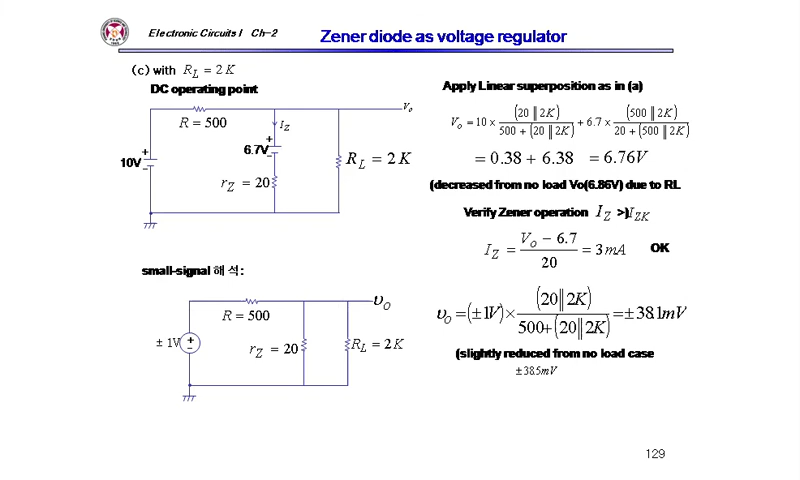 Electronic Circuits I Ch-2
Zener diode as voltage regulator
(c) with R_L = 2K
DC operating point
Apply Linear superposition as in (a)
V_o
R = 500
I_Z
+
6.7V
−
+
10V
−
R_L = 2K
r_Z = 20
V_O = 10 × (20 ∥ 2K) / (500 + (20 ∥ 2K)) + 6.7 × (500 ∥ 2K) / (20 + (500 ∥ 2K))
= 0.38 + 6.38 = 6.76V
(decreased from no load Vo(6.86V) due to RL
Verify Zener operation I_Z >) I_ZK
I_Z = (V_O − 6.7) / 20 = 3mA OK
small-signal 해 석:
υ_O
R = 500
± 1V
+
−
r_Z = 20
R_L = 2K
υ_O = (±1V) × (20 ∥ 2K) / (500 + (20 ∥ 2K)) = ±38.1mV
(slightly reduced from no load case
±38.5mV
129